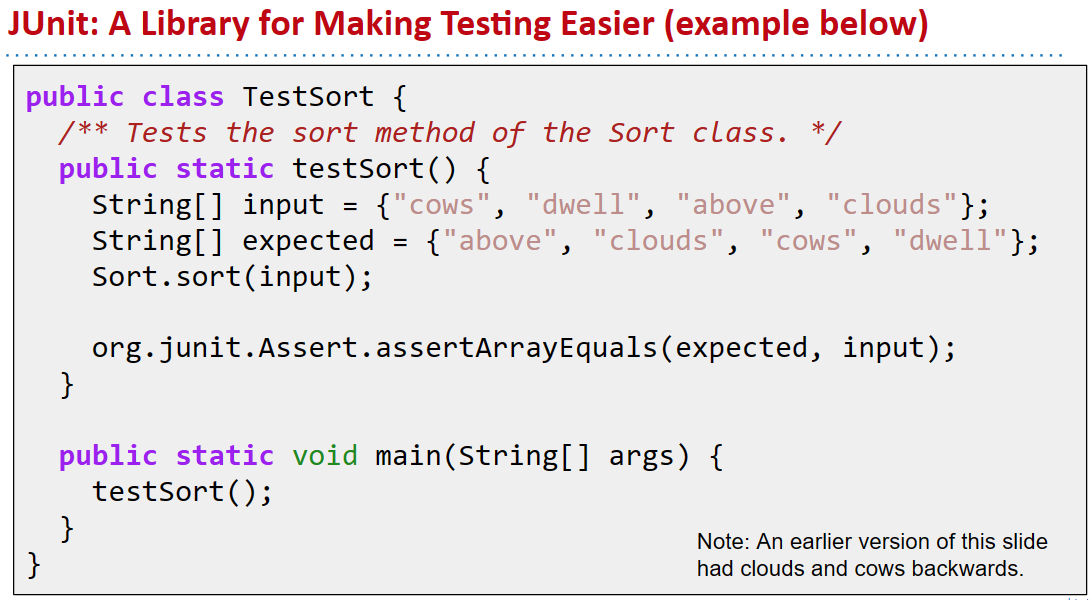 JUnit: A Library for Making Testing Easier (example below)
public class TestSort {
/** Tests the sort method of the Sort class. */
public static testSort() {
String[] input = {"cows", "dwell", "above", "clouds"};
String[] expected = {"above", "clouds", "cows", "dwell"};
Sort.sort(input);
org.junit.Assert.assertArrayEquals(expected, input);
}
public static void main(String[] args) {
testSort();
}
}
Note: An earlier version of this slide
had clouds and cows backwards.